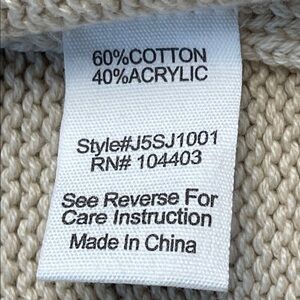 60%COTTON
40%ACRYLIC
Style#J5SJ1001
RN# 104403
See Reverse For
Care Instruction
Made In China